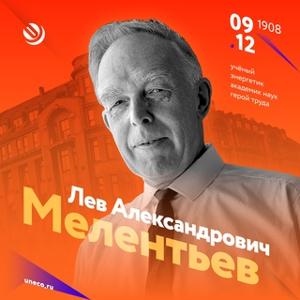 09 1908
.12
учёный
энергетик
академик наук
герой труда
Лев Александрович
Мелентьев
uneco.ru